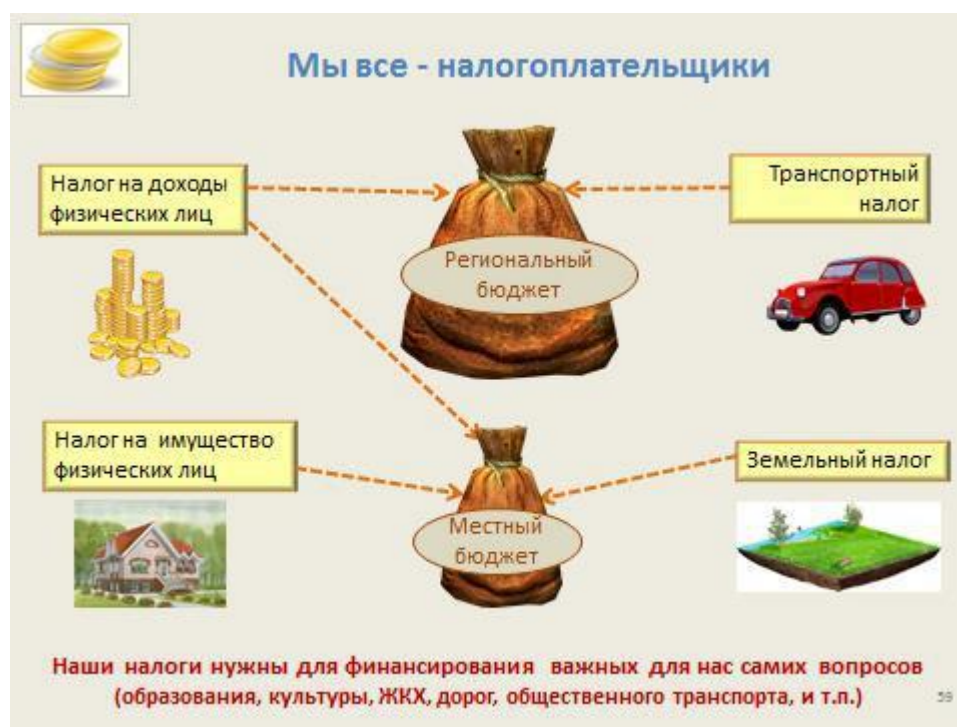 Мы все - налогоплательщики
Налог на доходы
физических лиц
Транспортный
налог
Региональный
бюджет
Налог на имущество
физических лиц
Земельный налог
Местный
бюджет
Наши налоги нужны для финансирования важных для нас самих вопросов
(образования, культуры, ЖКХ, дорог, общественного транспорта, и т.п.)
59